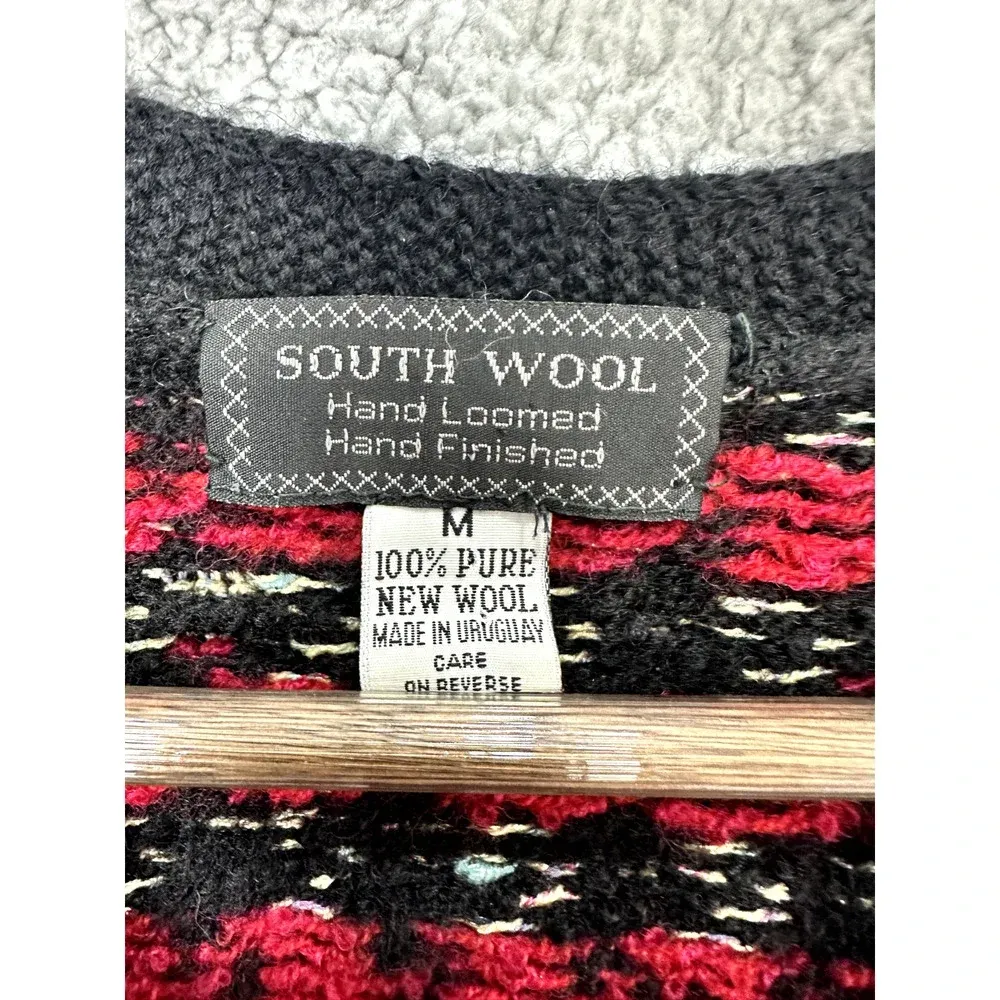 SOUTH WOOL
Hand Loomed
Hand Finished
M
100% PURE
NEW WOOL
MADE IN URUGUAY
CARE
ON REVERSE